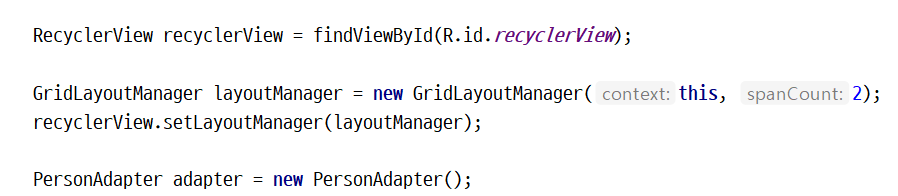 RecyclerView recyclerView = findViewById(R.id.recyclerView);
GridLayoutManager layoutManager = new GridLayoutManager( context: this, spanCount: 2);
recyclerView.setLayoutManager(layoutManager);
PersonAdapter adapter = new PersonAdapter();